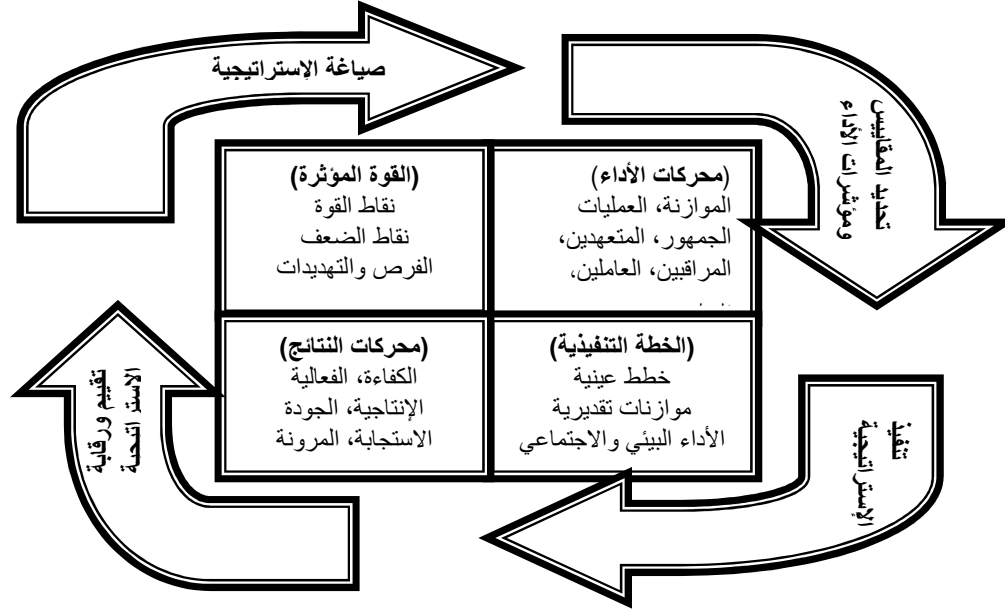 صياغة الإستراتيجية
تحديد المقاييس
ومؤشرات الأداء
(القوة المؤثرة)
نقاط القوة
نقاط الضعف
الفرص والتهديدات
(محركات الأداء)
الموازنة، العمليات
الجمهور، المتعهدين،
المراقبين، العاملين،
(محركات النتائج)
الكفاءة، الفعالية
الإنتاجية، الجودة
الاستجابة، المرونة
(الخطة التنفيذية)
خطط عينية
موازنات تقديرية
الأداء البيئي والاجتماعي
تنفيذ
الإستراتيجية
تقييم ورقابة
الاستراتيجية